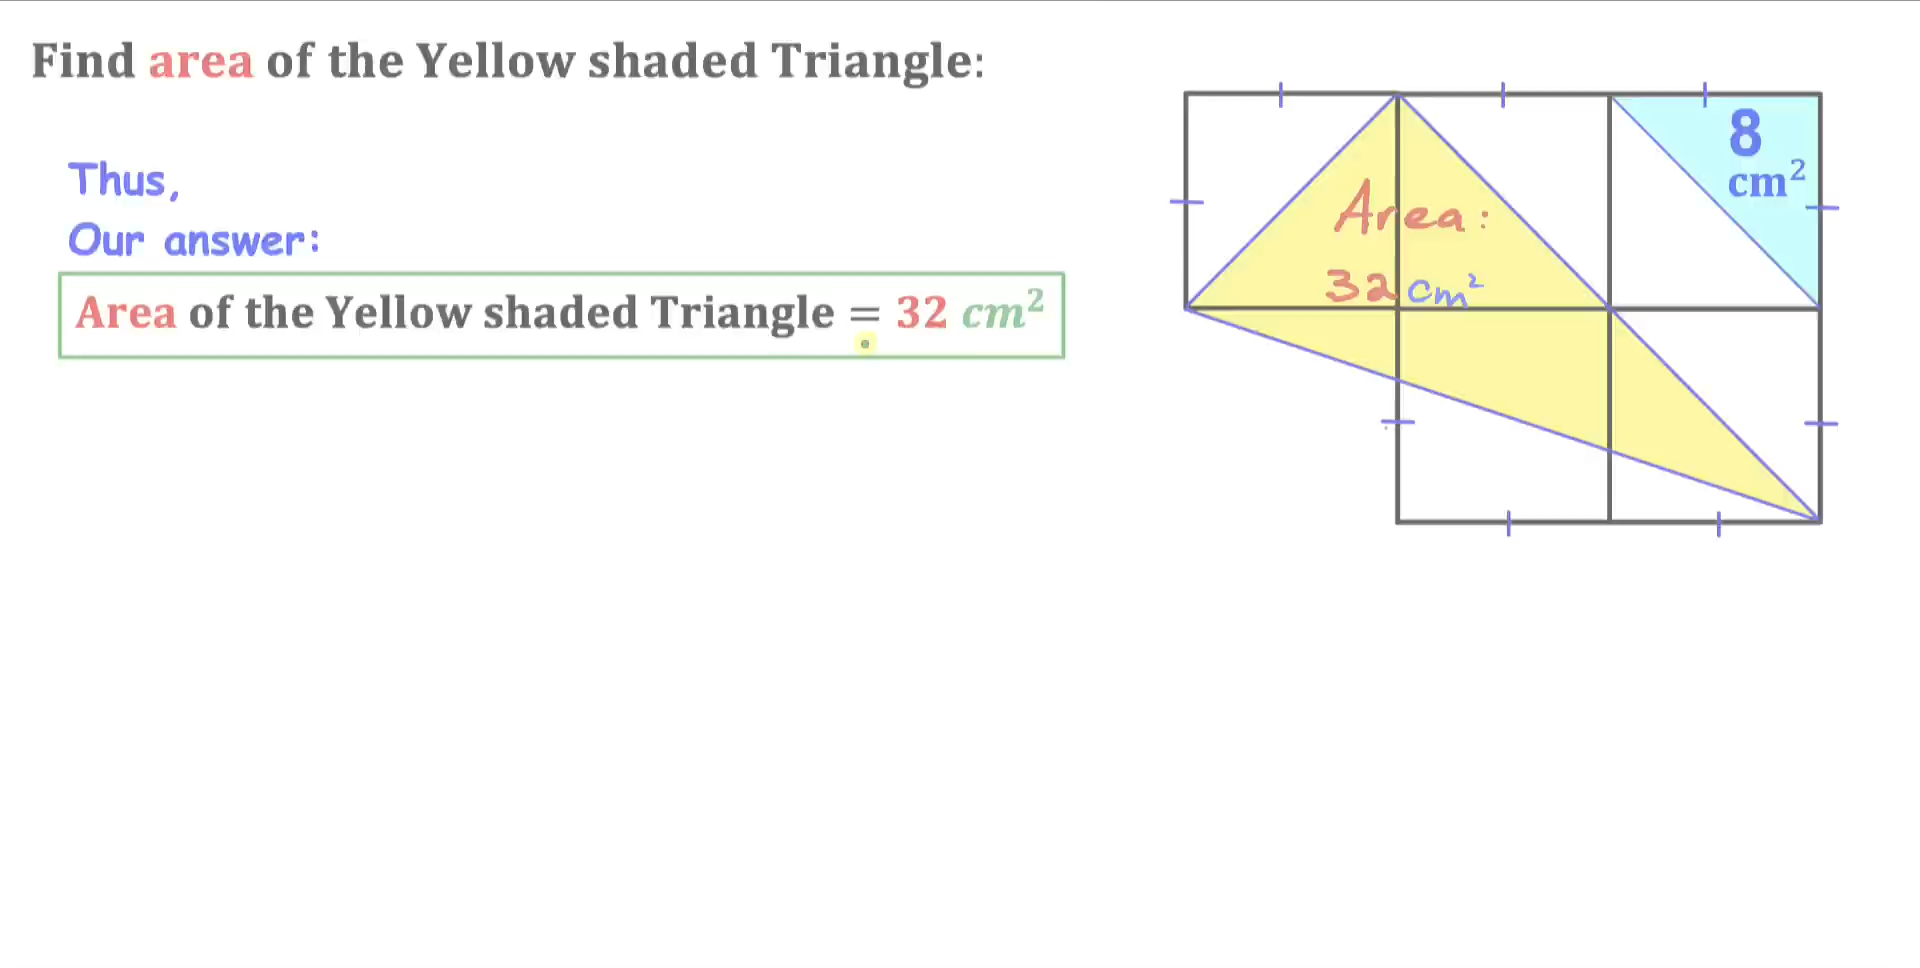 Find area of the Yellow shaded Triangle:
Thus,
Our answer:
Area of the Yellow shaded Triangle = 32 cm²
8
cm²
Area:
32 cm²